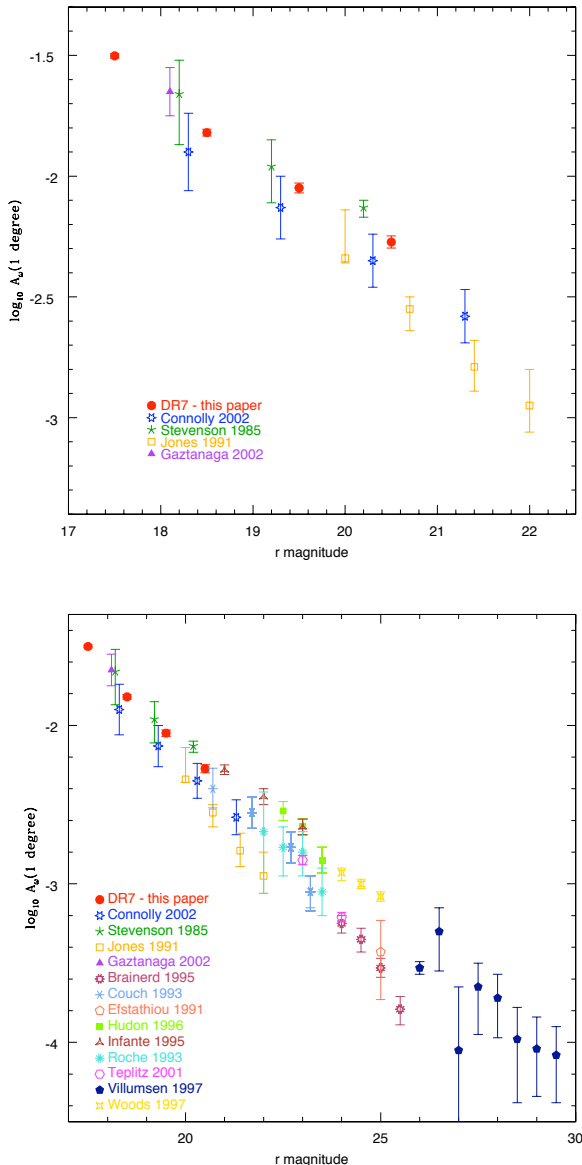 -1.5
-2
-2.5
-3
log₁₀ A_ω(1 degree)
DR7 - this paper
Connolly 2002
Stevenson 1985
Jones 1991
Gaztanaga 2002
17 18 19 20 21 22
r magnitude
-2
-3
-4
log₁₀ A_ω(1 degree)
DR7 - this paper
Connolly 2002
Stevenson 1985
Jones 1991
Gaztanaga 2002
Brainerd 1995
Couch 1993
Efstathiou 1991
Hudon 1996
Infante 1995
Roche 1993
Teplitz 2001
Villumsen 1997
Woods 1997
20 25 30
r magnitude